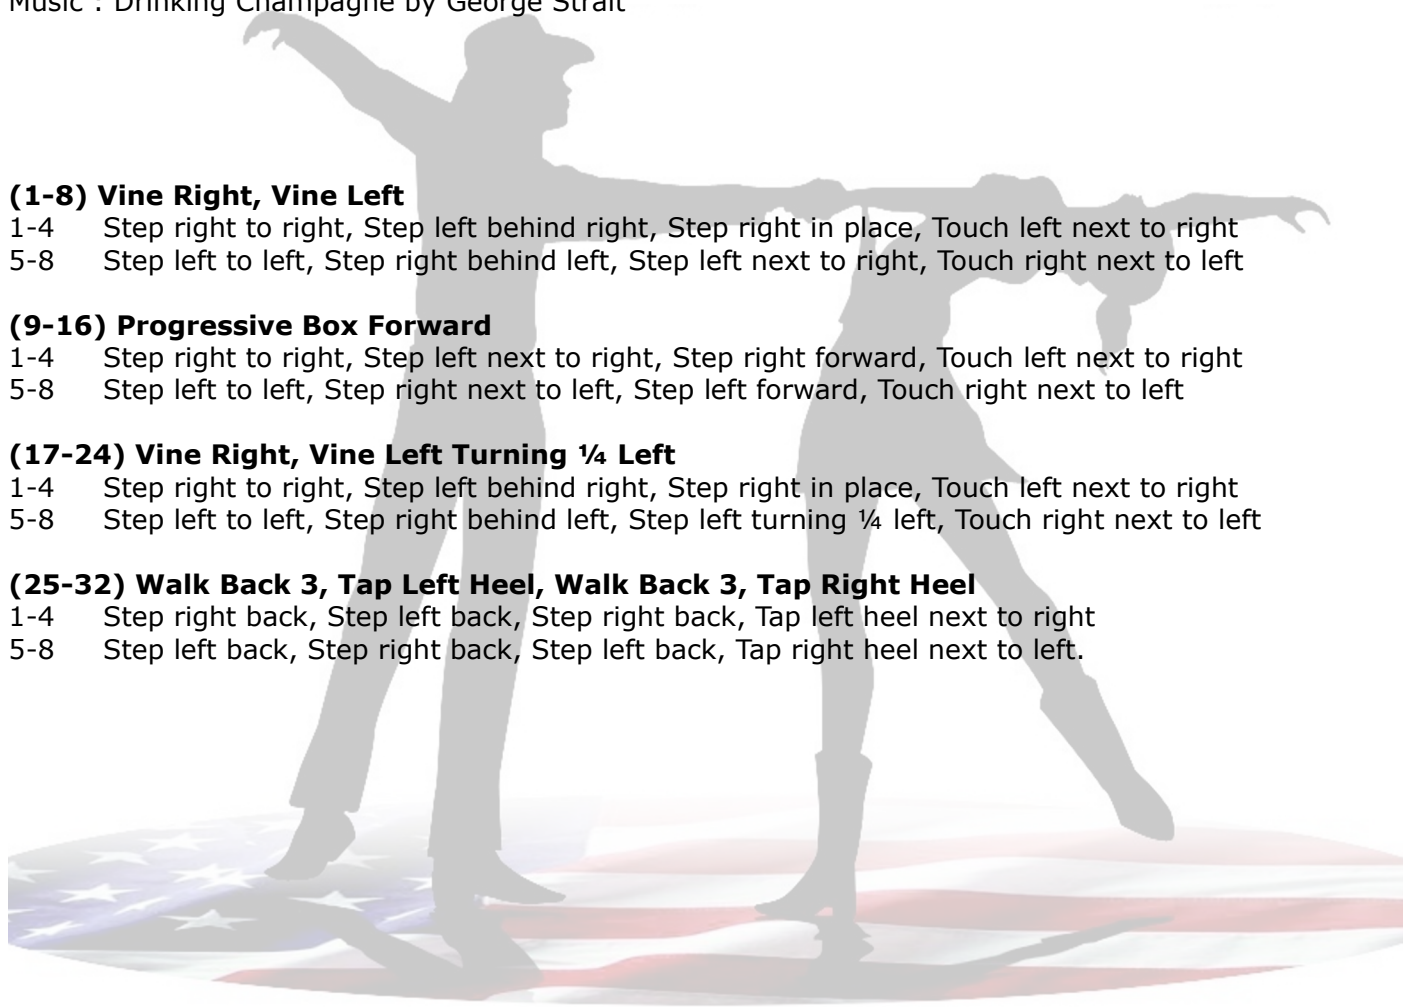 Music : Drinking Champagne by George Strait
(1-8) Vine Right, Vine Left
1-4 Step right to right, Step left behind right, Step right in place, Touch left next to right
5-8 Step left to left, Step right behind left, Step left next to right, Touch right next to left
(9-16) Progressive Box Forward
1-4 Step right to right, Step left next to right, Step right forward, Touch left next to right
5-8 Step left to left, Step right next to left, Step left forward, Touch right next to left
(17-24) Vine Right, Vine Left Turning ¼ Left
1-4 Step right to right, Step left behind right, Step right in place, Touch left next to right
5-8 Step left to left, Step right behind left, Step left turning ¼ left, Touch right next to left
(25-32) Walk Back 3, Tap Left Heel, Walk Back 3, Tap Right Heel
1-4 Step right back, Step left back, Step right back, Tap left heel next to right
5-8 Step left back, Step right back, Step left back, Tap right heel next to left.